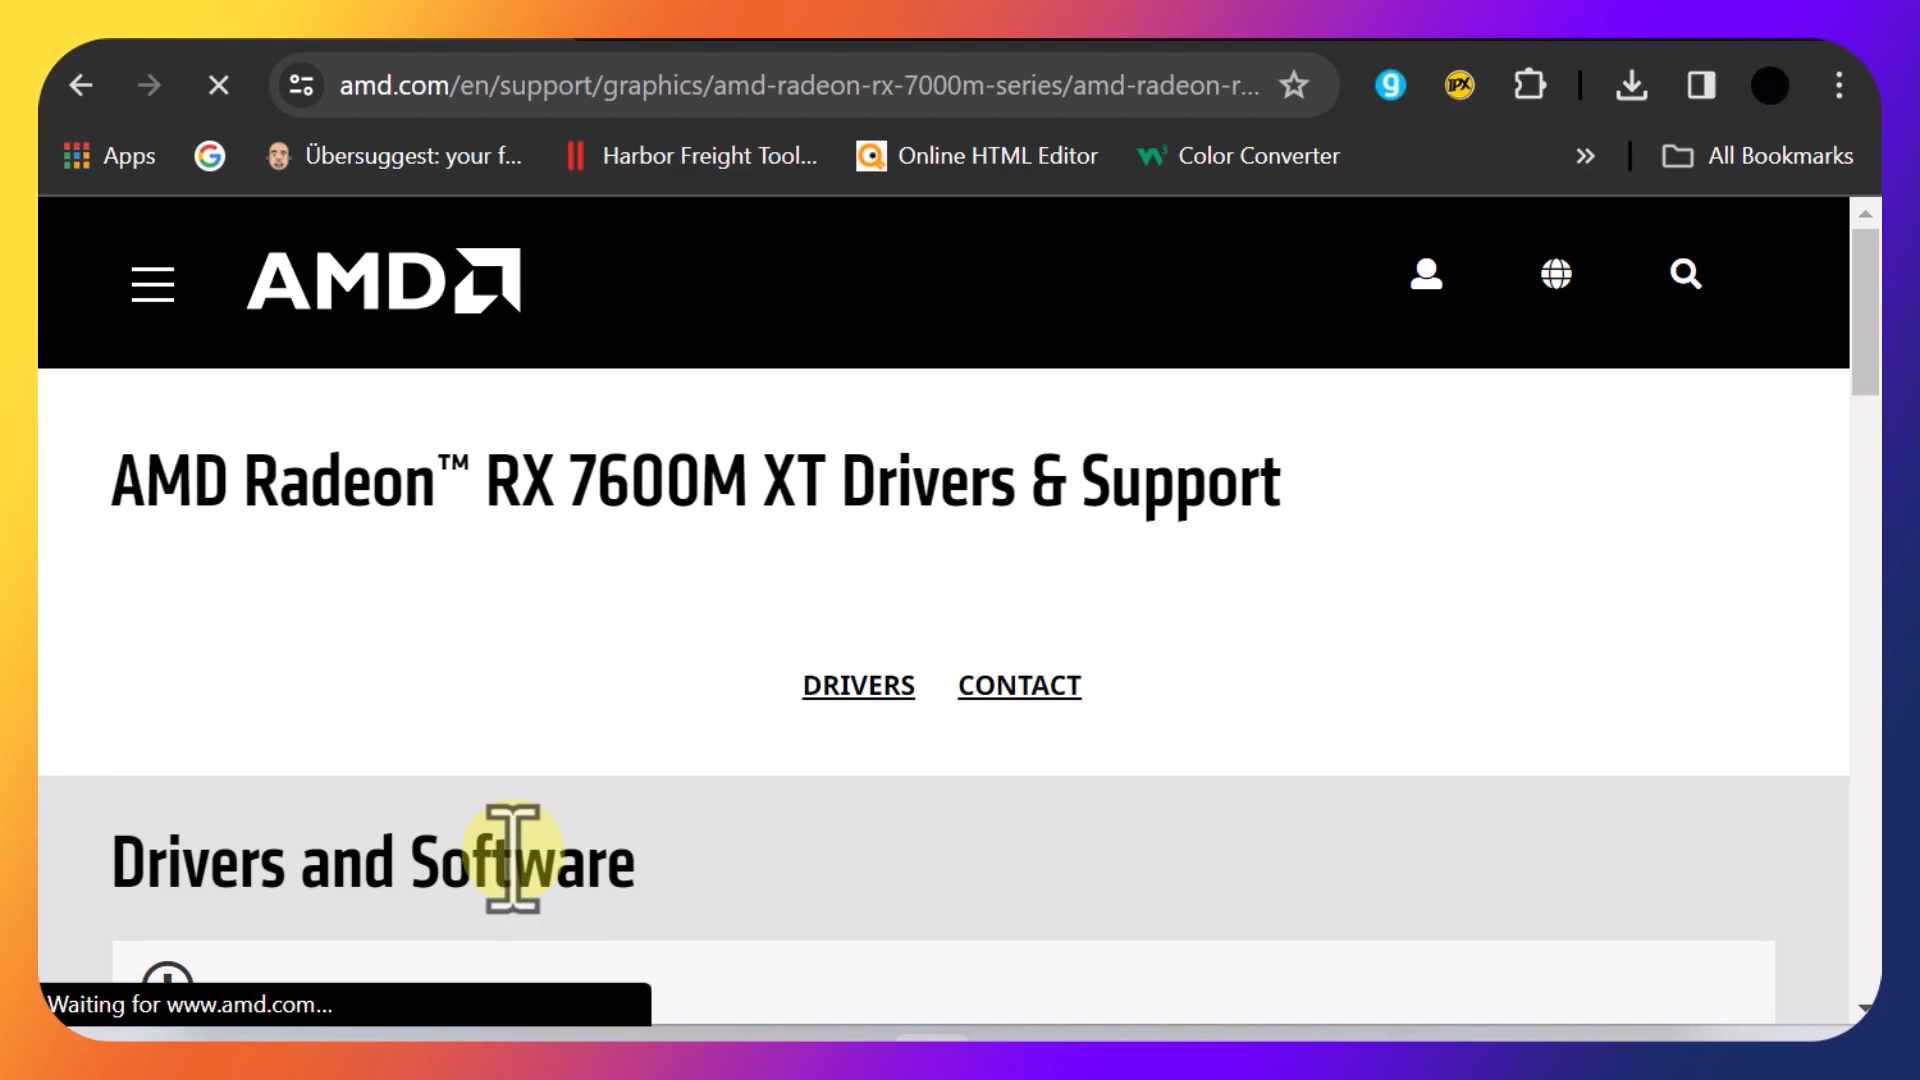 amd.com/en/support/graphics/amd-radeon-rx-7000m-series/amd-radeon-r...
g
IPX
Apps
G
Übersuggest: your f...
Harbor Freight Tool...
Online HTML Editor
W3
Color Converter
»
All Bookmarks
AMD
AMD Radeon™ RX 7600M XT Drivers & Support
DRIVERS
CONTACT
Drivers and Software
Waiting for www.amd.com...